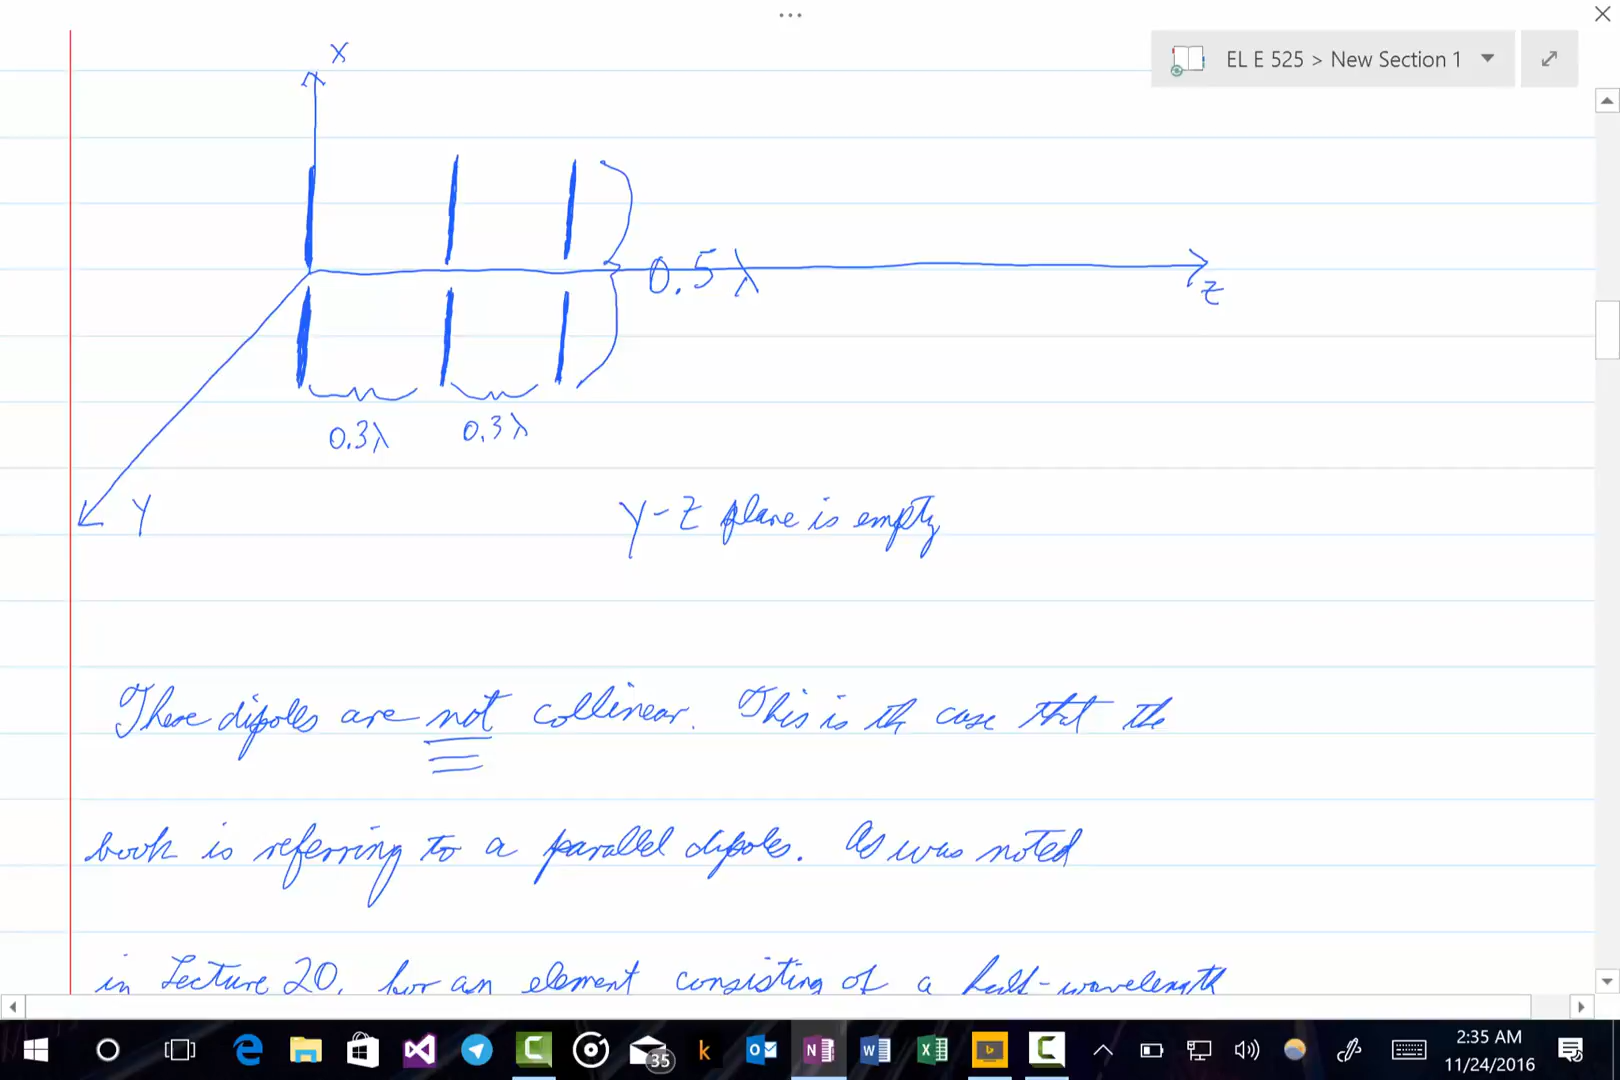 ...
EL E 525 > New Section 1
X
0.5 λ
Z
0.3λ 0.3λ
Y
Y-Z plane is empty
These dipoles are not collinear. This is the case that the
book is referring to a parallel dipoles. As was noted
in Lecture 20, for an element consisting of a half-wavelength
35
2:35 AM
11/24/2016